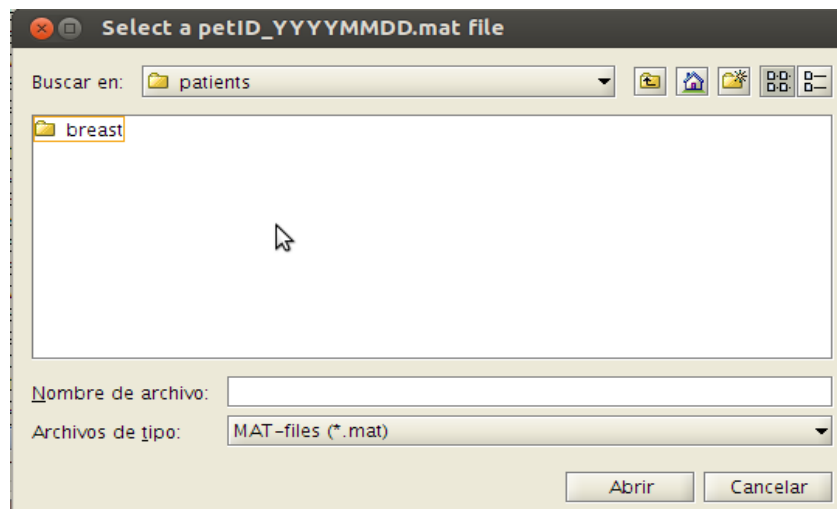 Select a petID_YYYYMMDD.mat file
Buscar en: patients
breast
Nombre de archivo:
Archivos de tipo: MAT-files (*.mat)
Abrir Cancelar